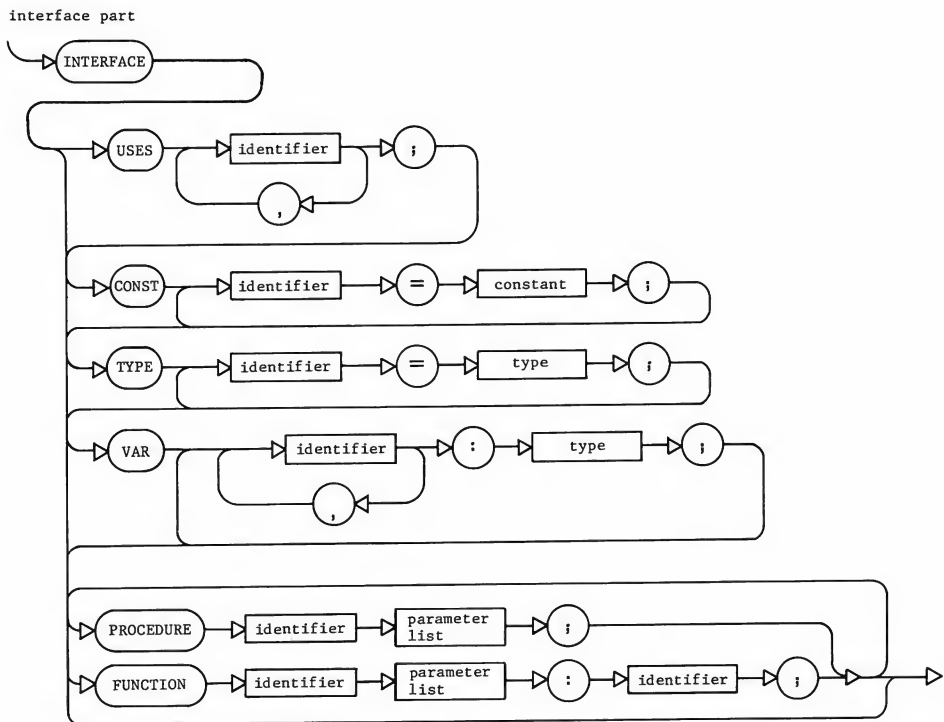 interface part
INTERFACE
USES identifier ;
,
CONST identifier = constant ;
TYPE identifier = type ;
VAR identifier : type ;
,
PROCEDURE identifier parameter list ;
FUNCTION identifier parameter list : identifier ;